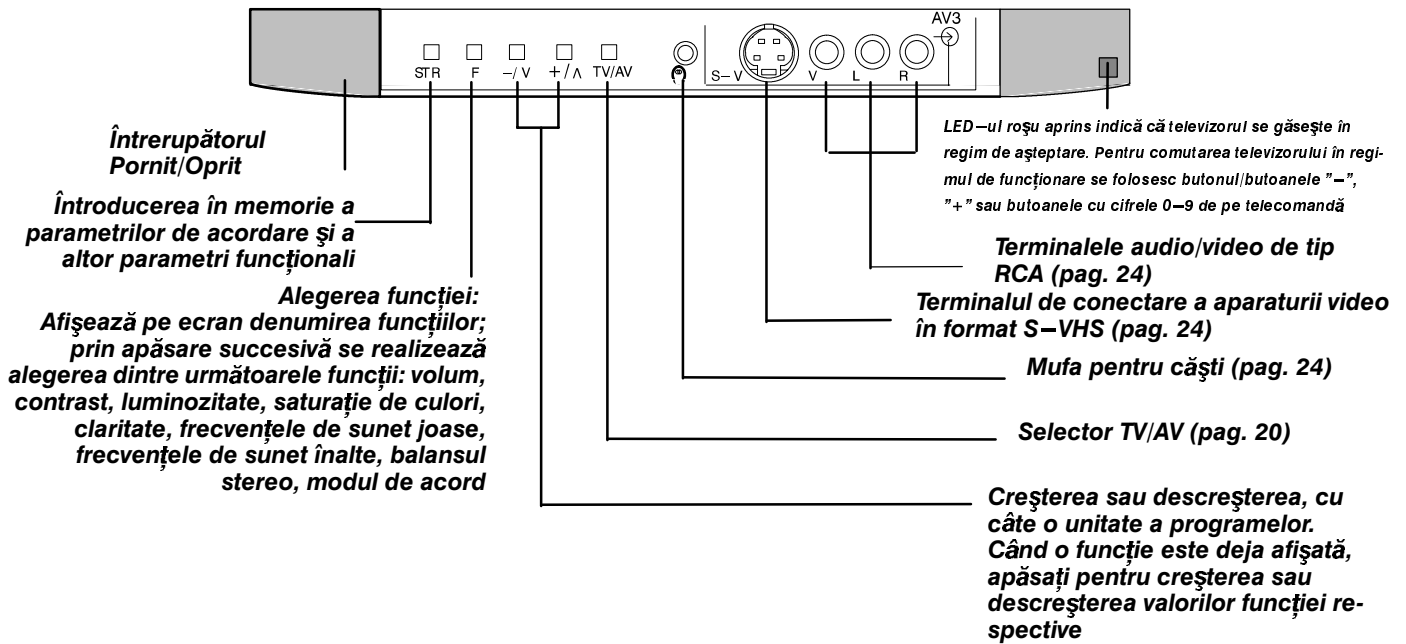 AV3
STR F –/ V +/Λ TV/AV S–V V L R
Întrerupătorul
Pornit/Oprit
Întroducerea în memorie a
parametrilor de acordare şi a
altor parametri funcţionali
Alegerea funcţiei:
Afişează pe ecran denumirea funcţiilor;
prin apăsare succesivă se realizează
alegerea dintre următoarele funcţii: volum,
contrast, luminozitate, saturaţie de culori,
claritate, frecvenţele de sunet joase,
frecvenţele de sunet înalte, balansul
stereo, modul de acord
LED–ul roşu aprins indică că televizorul se găseşte în
regim de aşteptare. Pentru comutarea televizorului în regi-
mul de funcţionare se folosesc butonul/butoanele ”–”,
”+” sau butoanele cu cifrele 0–9 de pe telecomandă
Terminalele audio/video de tip
RCA (pag. 24)
Terminalul de conectare a aparaturii video
în format S–VHS (pag. 24)
Mufa pentru căşti (pag. 24)
Selector TV/AV (pag. 20)
Creşterea sau descreşterea, cu
câte o unitate a programelor.
Când o funcţie este deja afişată,
apăsaţi pentru creşterea sau
descreşterea valorilor funcţiei re-
spective